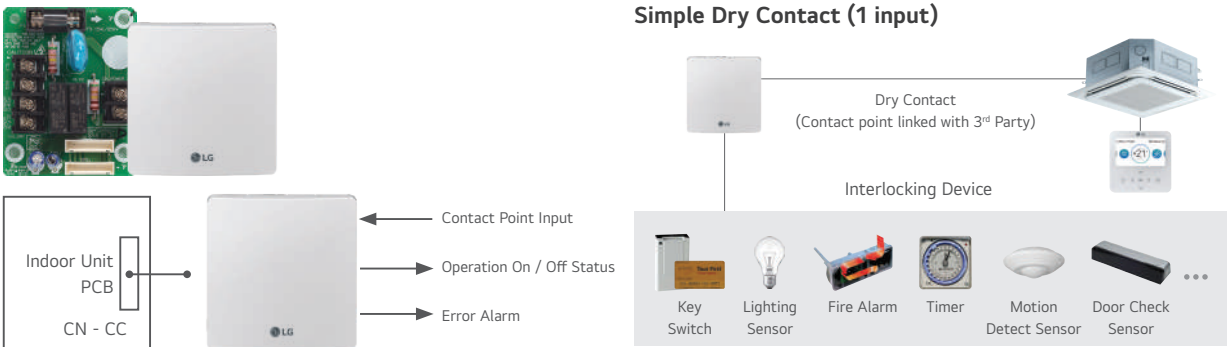 LG
Simple Dry Contact (1 input)
Dry Contact
(Contact point linked with 3rd Party)
LG
+21°
Interlocking Device
Key
Switch
Lighting
Sensor
Fire Alarm
Timer
Motion
Detect Sensor
Door Check
Sensor
Indoor Unit
PCB
CN - CC
LG
Contact Point Input
Operation On / Off Status
Error Alarm